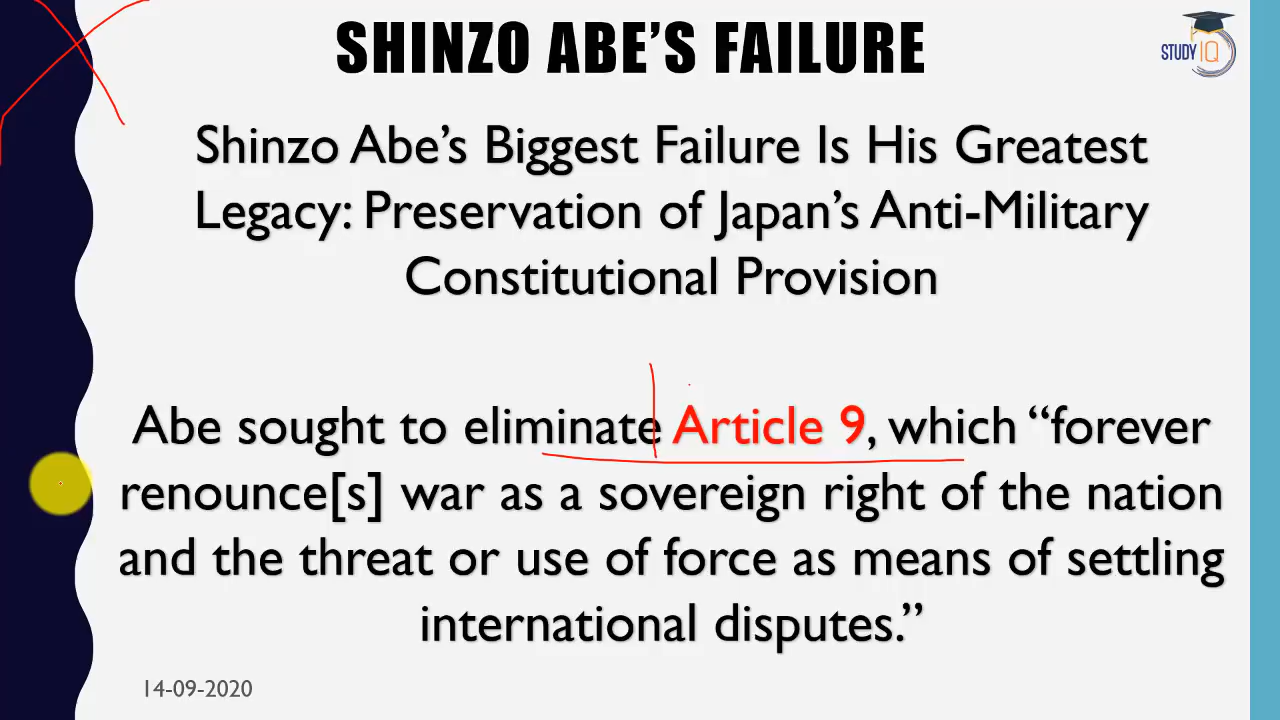 SHINZO ABE’S FAILURE
STUDY IQ
Shinzo Abe’s Biggest Failure Is His Greatest
Legacy: Preservation of Japan’s Anti-Military
Constitutional Provision
Abe sought to eliminate Article 9, which “forever
renounce[s] war as a sovereign right of the nation
and the threat or use of force as means of settling
international disputes.”
14-09-2020